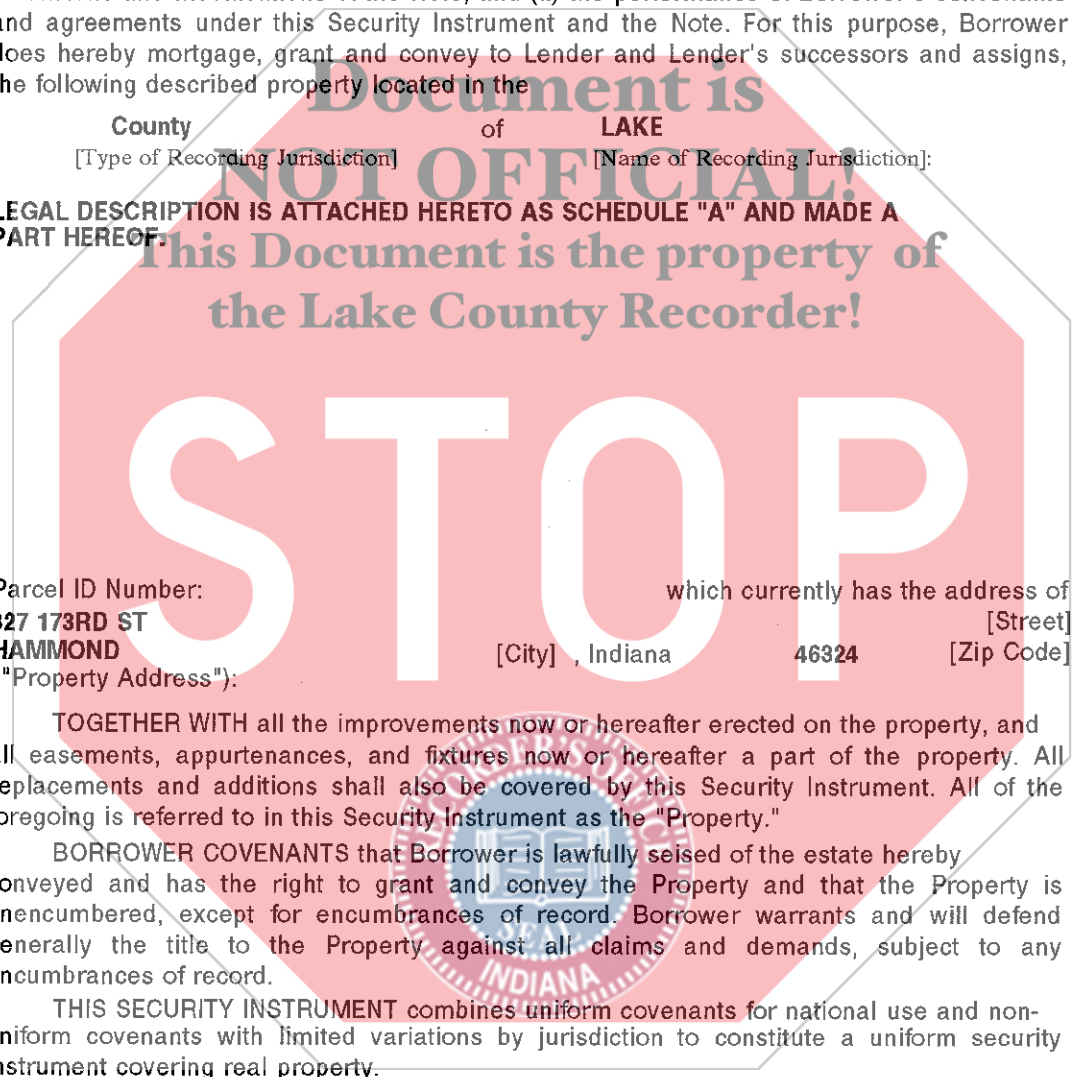 and agreements under this Security Instrument and the Note. For this purpose, Borrower
does hereby mortgage, grant and convey to Lender and Lender's successors and assigns,
the following described property located in the
Document is
County of LAKE
[Type of Recording Jurisdiction] [Name of Recording Jurisdiction]:
NOT OFFICIAL!
LEGAL DESCRIPTION IS ATTACHED HERETO AS SCHEDULE "A" AND MADE A
PART HEREOF.
This Document is the property of
the Lake County Recorder!
STOP
Parcel ID Number: which currently has the address of
327 173RD ST [Street]
HAMMOND [City] , Indiana 46324 [Zip Code]
"Property Address"):
TOGETHER WITH all the improvements now or hereafter erected on the property, and
all easements, appurtenances, and fixtures now or hereafter a part of the property. All
replacements and additions shall also be covered by this Security Instrument. All of the
foregoing is referred to in this Security Instrument as the "Property."
BORROWER COVENANTS that Borrower is lawfully seised of the estate hereby
conveyed and has the right to grant and convey the Property and that the Property is
unencumbered, except for encumbrances of record. Borrower warrants and will defend
generally the title to the Property against all claims and demands, subject to any
encumbrances of record.
RECORDER'S OFFICE
SEAL
INDIANA
THIS SECURITY INSTRUMENT combines uniform covenants for national use and non-
uniform covenants with limited variations by jurisdiction to constitute a uniform security
instrument covering real property.